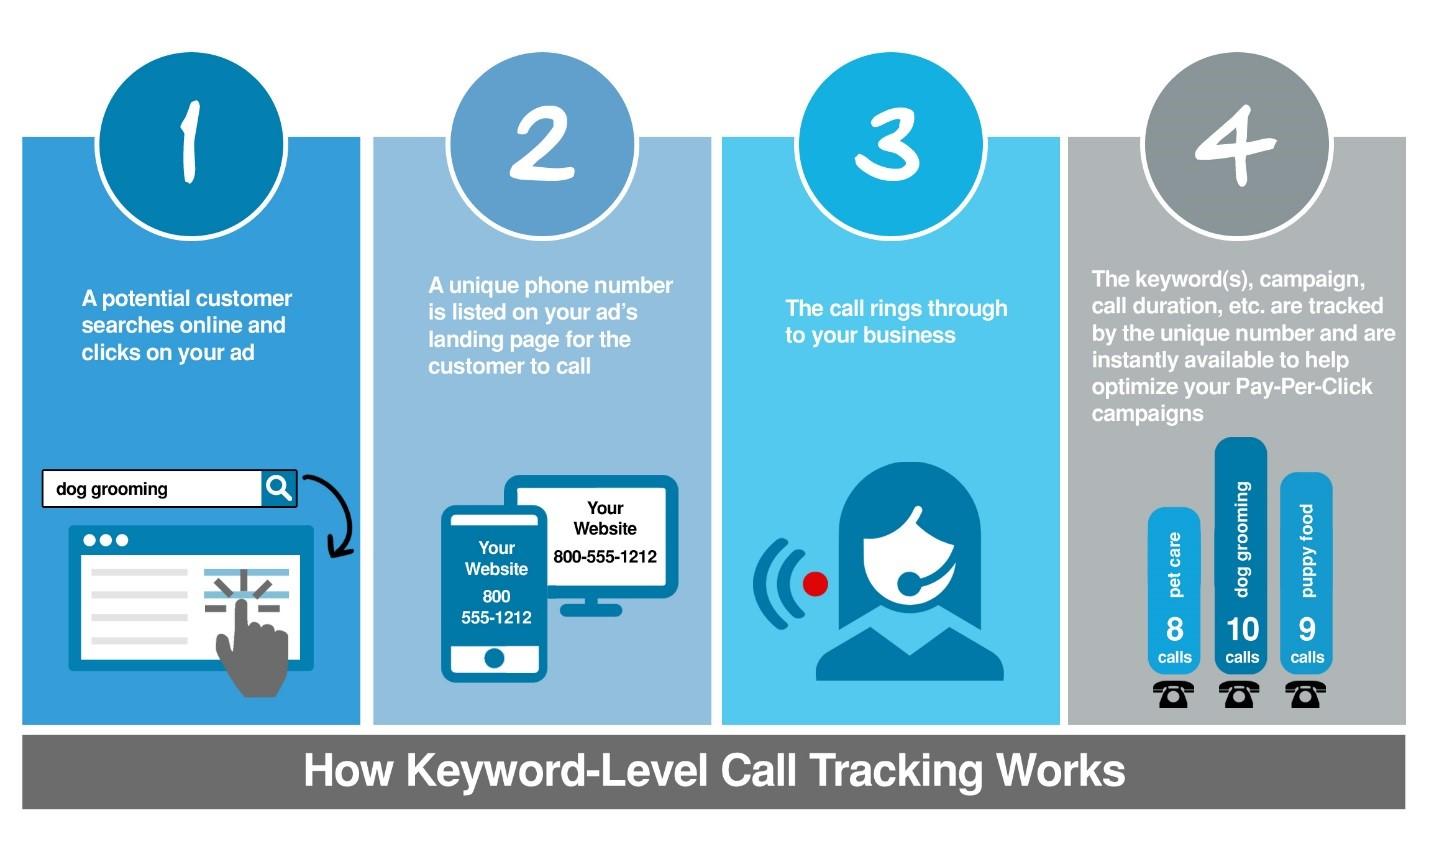 1
A potential customer
searches online and
clicks on your ad
dog grooming
2
A unique phone number
is listed on your ad's
landing page for the
customer to call
Your
Website
800
555-1212
Your
Website
800-555-1212
3
The call rings through
to your business
4
The keyword(s), campaign,
call duration, etc. are tracked
by the unique number and are
instantly available to help
optimize your Pay-Per-Click
campaigns
pet care
8
calls
dog grooming
10
calls
puppy food
9
calls
How Keyword-Level Call Tracking Works